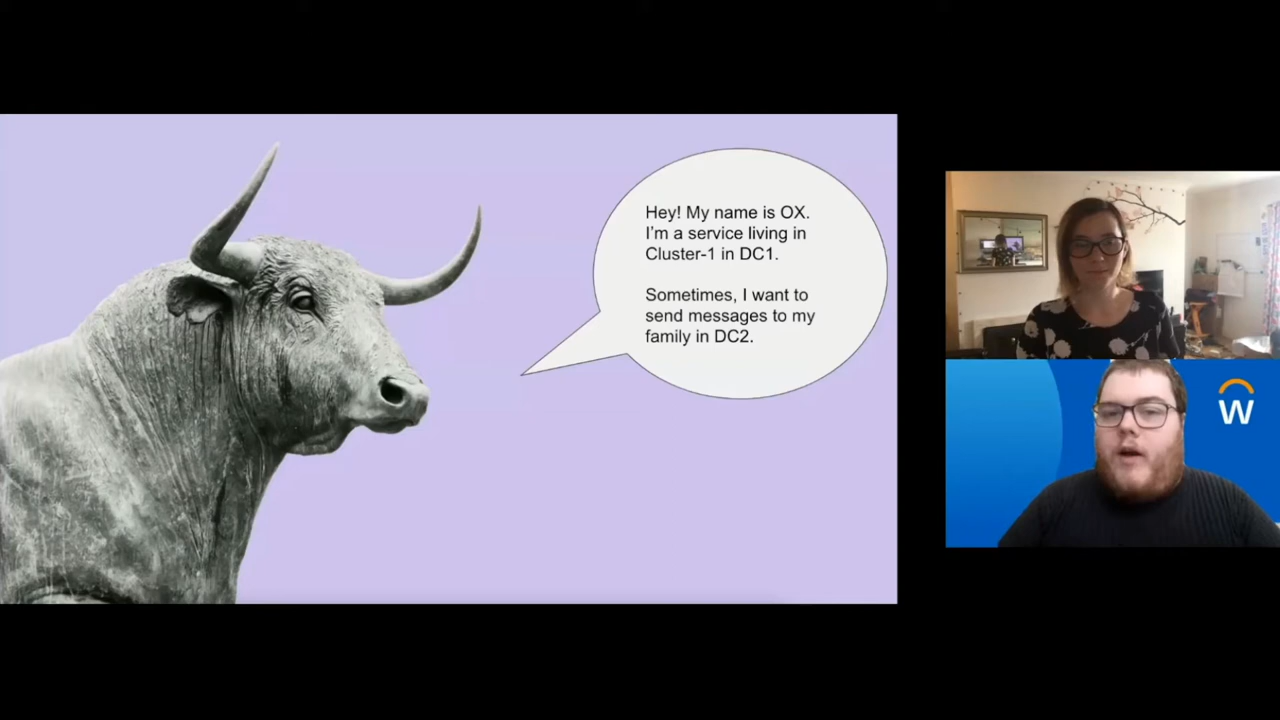 Hey! My name is OX.
I'm a service living in
Cluster-1 in DC1.
Sometimes, I want to
send messages to my
family in DC2.
W